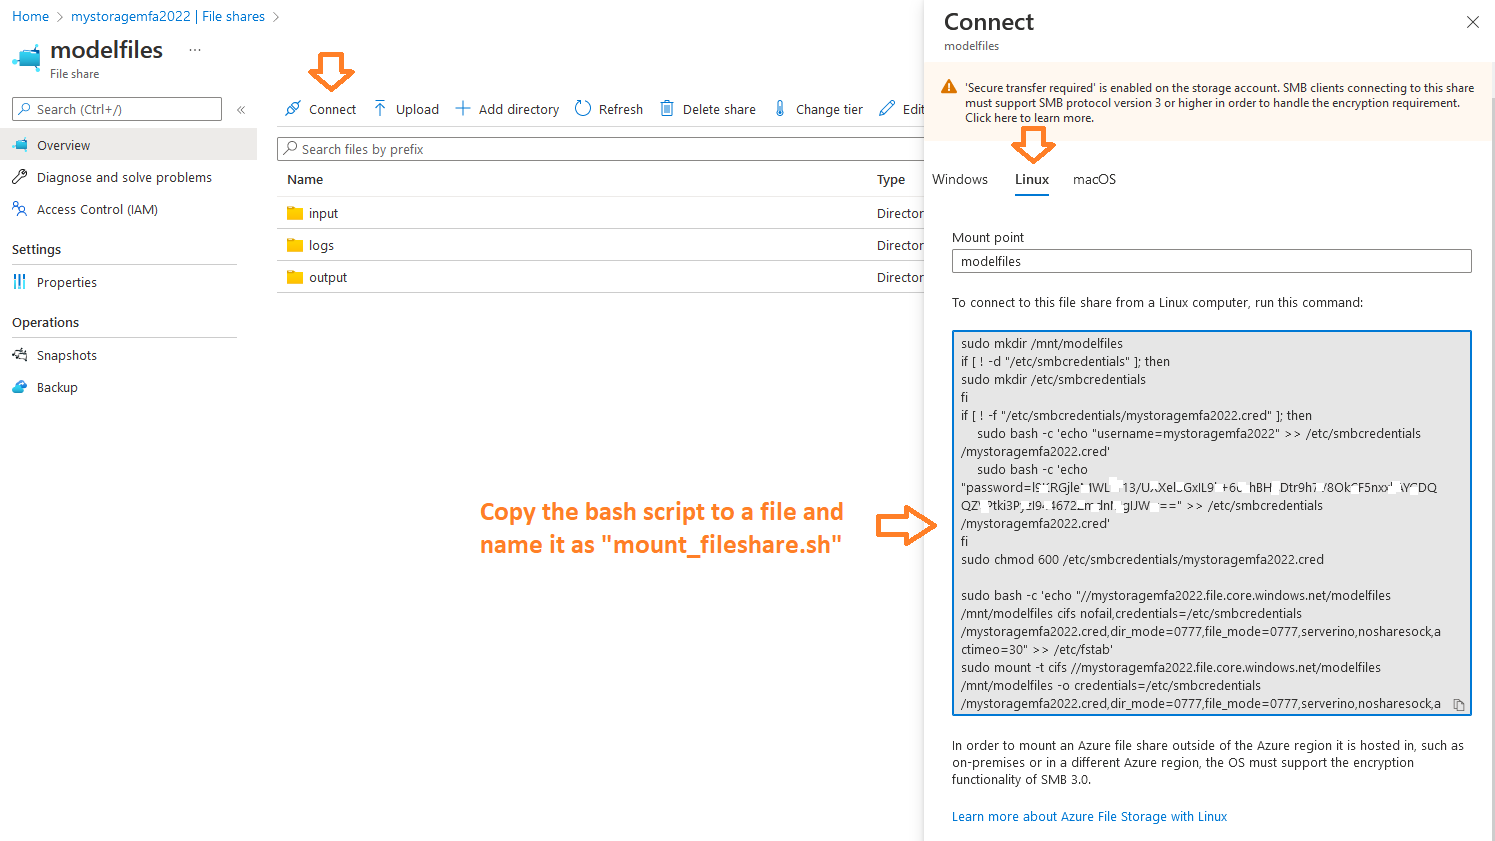 Home > mystoragemfa2022 | File shares >
modelfiles ...
File share
Search (Ctrl+/) «
Overview
Diagnose and solve problems
Access Control (IAM)
Settings
Properties
Operations
Snapshots
Backup
Connect Upload Add directory Refresh Delete share Change tier Edit
Search files by prefix
Name Type
input Director
logs Director
output Director
Copy the bash script to a file and
name it as "mount_fileshare.sh"
Connect
modelfiles
'Secure transfer required' is enabled on the storage account. SMB clients connecting to this share
must support SMB protocol version 3 or higher in order to handle the encryption requirement.
Click here to learn more.
Windows Linux macOS
Mount point
modelfiles
To connect to this file share from a Linux computer, run this command:
sudo mkdir /mnt/modelfiles
if [ ! -d "/etc/smbcredentials" ]; then
sudo mkdir /etc/smbcredentials
fi
if [ ! -f "/etc/smbcredentials/mystoragemfa2022.cred" ]; then
sudo bash -c 'echo "username=mystoragemfa2022" >> /etc/smbcredentials
/mystoragemfa2022.cred'
sudo bash -c 'echo
"password=
==" >> /etc/smbcredentials
/mystoragemfa2022.cred'
fi
sudo chmod 600 /etc/smbcredentials/mystoragemfa2022.cred
sudo bash -c 'echo "//mystoragemfa2022.file.core.windows.net/modelfiles
/mnt/modelfiles cifs nofail,credentials=/etc/smbcredentials
/mystoragemfa2022.cred,dir_mode=0777,file_mode=0777,serverino,nosharesock,a
ctimeo=30" >> /etc/fstab'
sudo mount -t cifs //mystoragemfa2022.file.core.windows.net/modelfiles
/mnt/modelfiles -o credentials=/etc/smbcredentials
/mystoragemfa2022.cred,dir_mode=0777,file_mode=0777,serverino,nosharesock,a
In order to mount an Azure file share outside of the Azure region it is hosted in, such as
on-premises or in a different Azure region, the OS must support the encryption
functionality of SMB 3.0.
Learn more about Azure File Storage with Linux